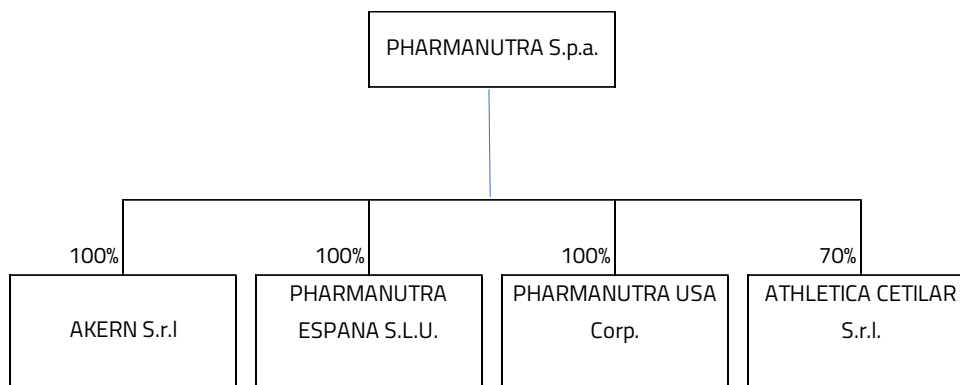 PHARMANUTRA S.p.a.
100%
100%
100%
70%
AKERN S.r.l
PHARMANUTRA
ESPANA S.L.U.
PHARMANUTRA USA
Corp.
ATHLETICA CETILAR
S.r.l.